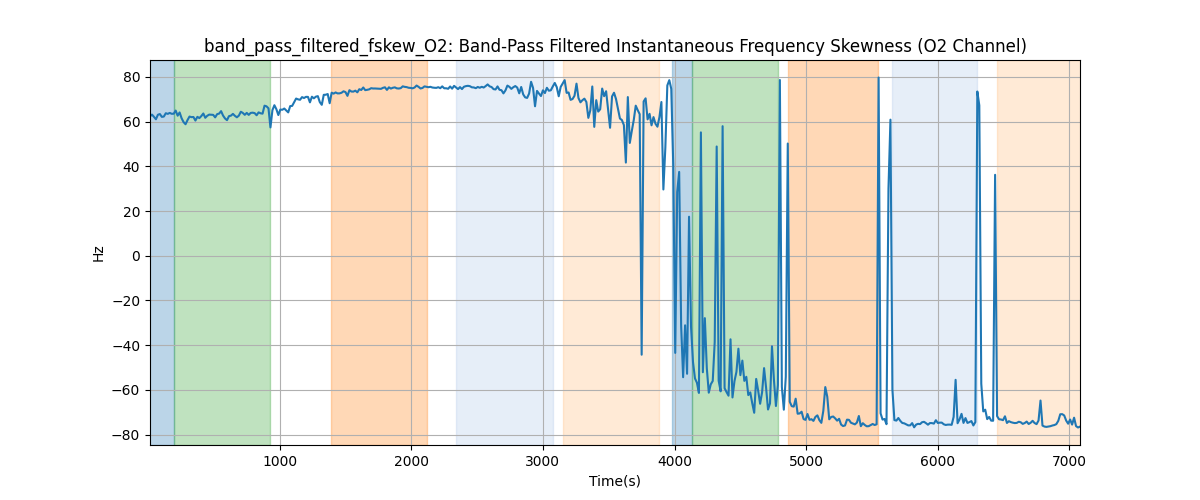 band_pass_filtered_fskew_O2: Band-Pass Filtered Instantaneous Frequency Skewness (O2 Channel)
80
60
40
20
0
−20
−40
−60
−80
Hz
1000 2000 3000 4000 5000 6000 7000
Time(s)